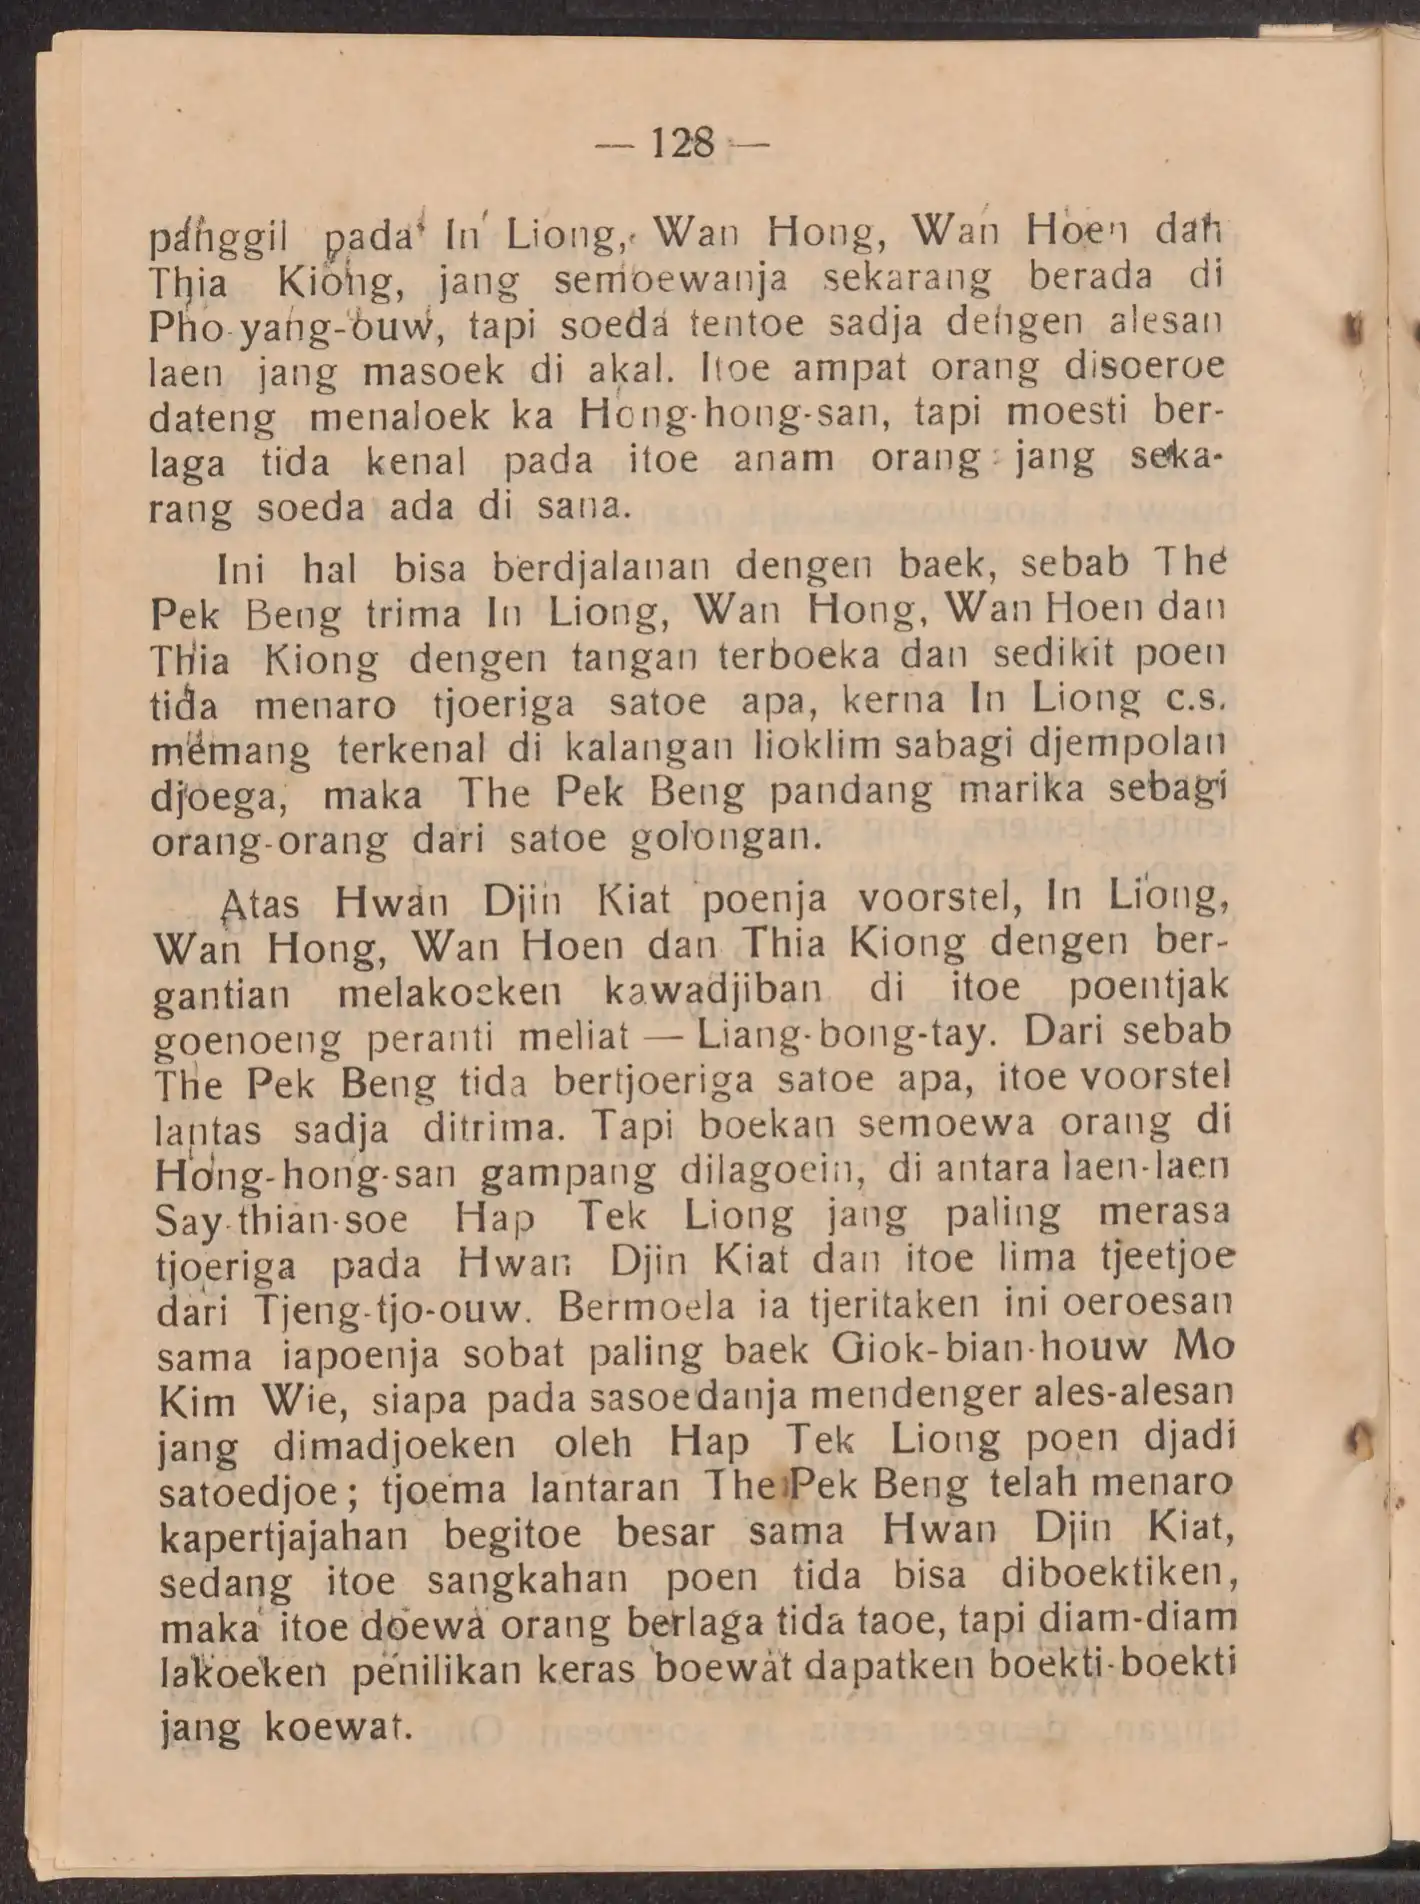 — 128 —
panggil pada In Liong, Wan Hong, Wan Hoen dan
Thia Kiong, jang semoewanja sekarang berada di
Pho-yang-ouw, tapi soeda tentoe sadja dengen alesan
laen jang masoek di akal. Itoe ampat orang disoeroe
dateng menaloek ka Hong-hong-san, tapi moesti ber-
laga tida kenal pada itoe anam orang jang seka-
rang soeda ada di sana.
Ini hal bisa berdjalanan dengen baek, sebab The
Pek Beng trima In Liong, Wan Hong, Wan Hoen dan
Thia Kiong dengen tangan terboeka dan sedikit poen
tida menaro tjoeriga satoe apa, kerna In Liong c.s.
memang terkenal di kalangan lioklim sabagi djempolan
djoega, maka The Pek Beng pandang marika sebagi
orang-orang dari satoe golongan.
Atas Hwan Djin Kiat poenja voorstel, In Liong,
Wan Hong, Wan Hoen dan Thia Kiong dengen ber-
gantian melakoeken kawadjiban di itoe poentjak
goenoeng peranti meliat — Liang-bong-tay. Dari sebab
The Pek Beng tida bertjoeriga satoe apa, itoe voorstel
lantas sadja ditrima. Tapi boekan semoewa orang di
Hong-hong-san gampang dilagoein, di antara laen-laen
Say-thian-soe Hap Tek Liong jang paling merasa
tjoeriga pada Hwan Djin Kiat dan itoe lima tjeetjoe
dari Tjeng-tjo-ouw. Bermoela ia tjeritaken ini oeroesan
sama iapoenja sobat paling baek Giok-bian-houw Mo
Kim Wie, siapa pada sasoedanja mendenger ales-alesan
jang dimadjoeken oleh Hap Tek Liong poen djadi
satoedjoe; tjoema lantaran The Pek Beng telah menaro
kapertjajahan begitoe besar sama Hwan Djin Kiat,
sedang itoe sangkahan poen tida bisa diboektiken,
maka itoe doewa orang berlaga tida taoe, tapi diam-diam
lakoeken penilikan keras boewat dapatken boekti-boekti
jang koewat.